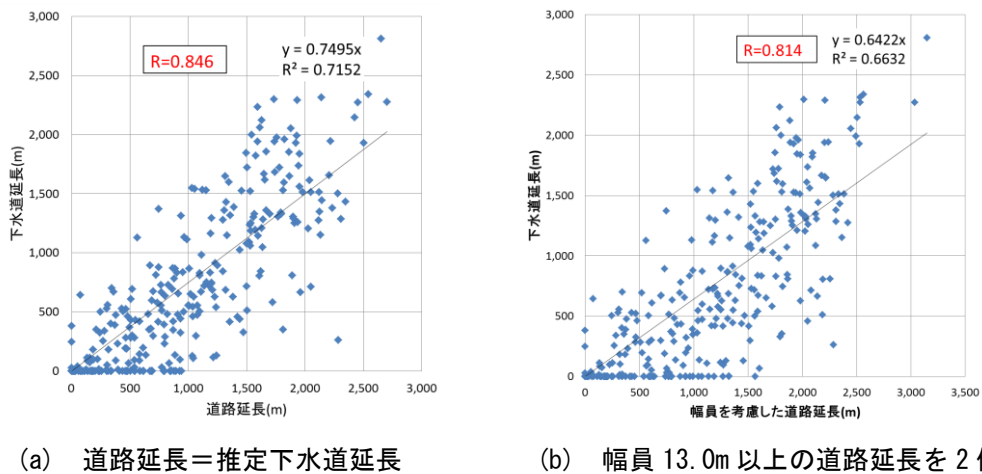 3,000
2,500
2,000
1,500
1,000
500
0
下水道延長(m)
R=0.846
y = 0.7495x
R² = 0.7152
0 500 1,000 1,500 2,000 2,500 3,000
道路延長(m)
(a) 道路延長＝推定下水道延長
3,000
2,500
2,000
1,500
1,000
500
0
下水道延長(m)
R=0.814
y = 0.6422x
R² = 0.6632
0 500 1,000 1,500 2,000 2,500 3,000 3,500
幅員を考慮した道路延長(m)
(b) 幅員 13.0m 以上の道路延長を 2